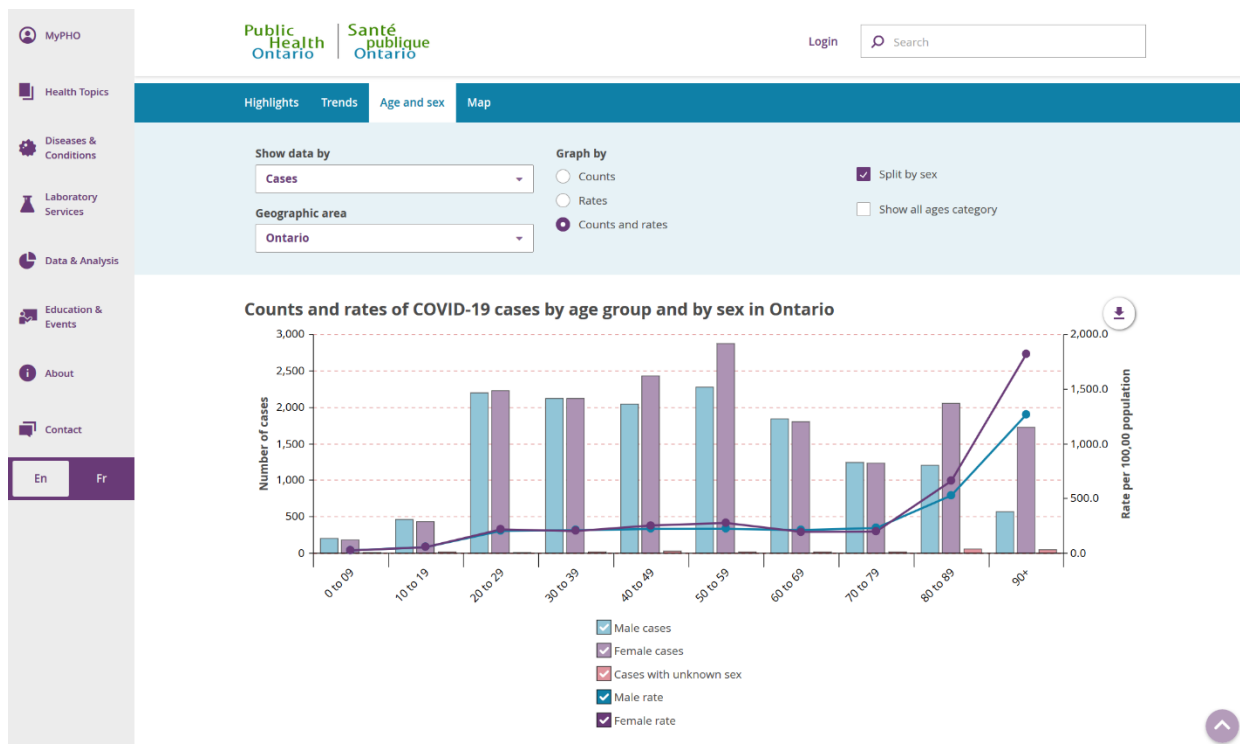 MyPHO
Health Topics
Diseases &
Conditions
Laboratory
Services
Data & Analysis
Education &
Events
About
Contact
En Fr
Public
Health
Ontario
Santé
publique
Ontario
Login
Search
Highlights Trends Age and sex Map
Show data by
Cases
Geographic area
Ontario
Graph by
Counts
Rates
Counts and rates
Split by sex
Show all ages category
Counts and rates of COVID-19 cases by age group and by sex in Ontario
Number of cases
3,000
2,500
2,000
1,500
1,000
500
0
2,000.0
1,500.0
1,000.0
500.0
0.0
Rate per 100,00 population
0 to 09
10 to 19
20 to 29
30 to 39
40 to 49
50 to 59
60 to 69
70 to 79
80 to 89
90+
Male cases
Female cases
Cases with unknown sex
Male rate
Female rate